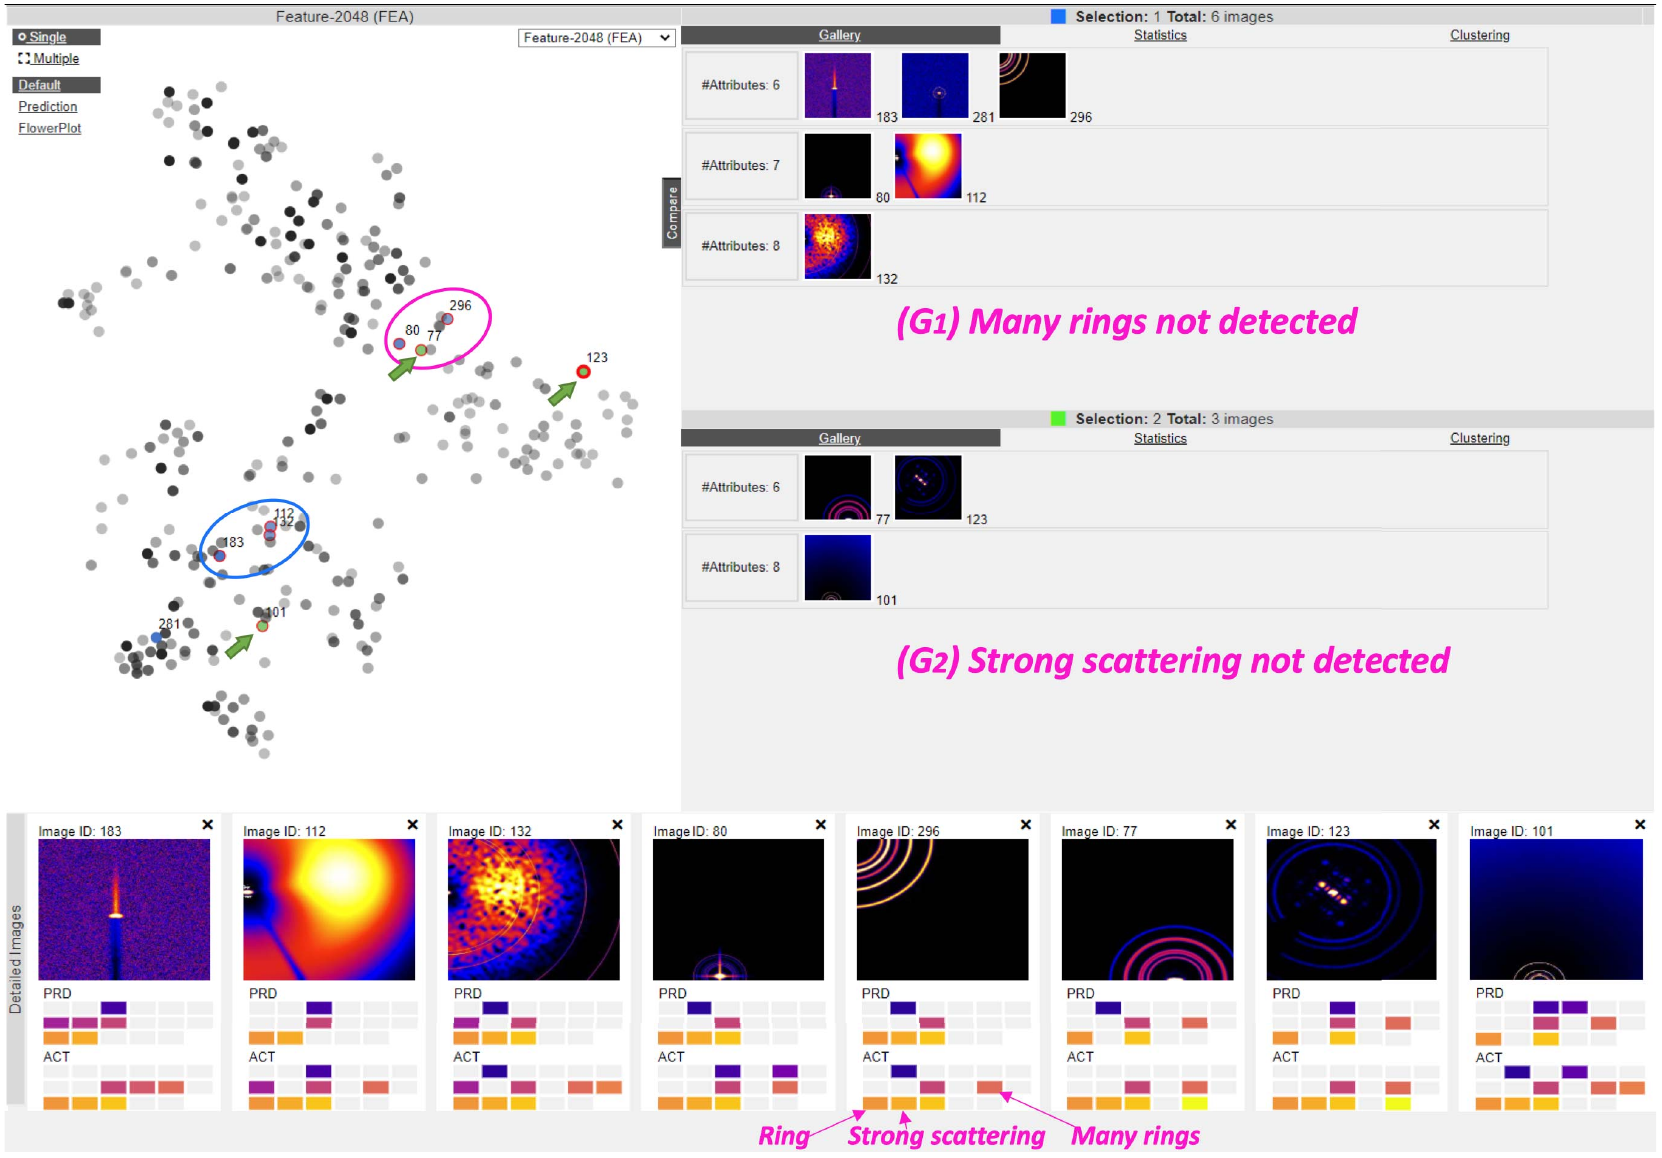 Feature-2048 (FEA)
Single
Multiple
Default
Prediction
FlowerPlot
Feature-2048 (FEA)
296
80
77
123
112
132
183
101
281
Compare
Selection: 1 Total: 6 images
Gallery Statistics Clustering
#Attributes: 6
183 281 296
#Attributes: 7
80 112
#Attributes: 8
132
(G1) Many rings not detected
Selection: 2 Total: 3 images
Gallery Statistics Clustering
#Attributes: 6
77 123
#Attributes: 8
101
(G2) Strong scattering not detected
Detailed Images
Image ID: 183
PRD
ACT
Image ID: 112
PRD
ACT
Image ID: 132
PRD
ACT
Image ID: 80
PRD
ACT
Image ID: 296
PRD
ACT
Image ID: 77
PRD
ACT
Image ID: 123
PRD
ACT
Image ID: 101
PRD
ACT
Ring Strong scattering Many rings